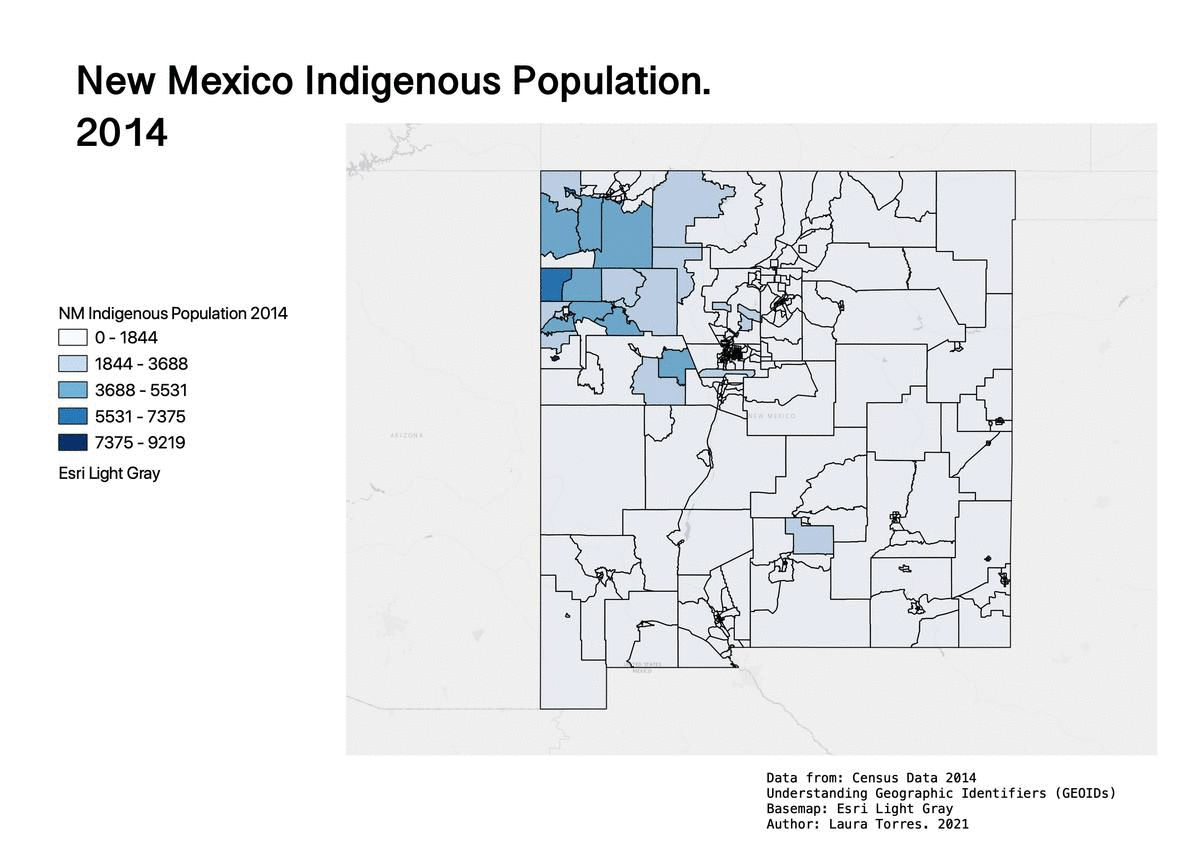 New Mexico Indigenous Population.
2014
NM Indigenous Population 2014
0 - 1844
1844 - 3688
3688 - 5531
5531 - 7375
7375 - 9219
Esri Light Gray
ARIZONA
NEW MEXICO
UNITED STATES
MEXICO
Data from: Census Data 2014
Understanding Geographic Identifiers (GEOIDs)
Basemap: Esri Light Gray
Author: Laura Torres. 2021